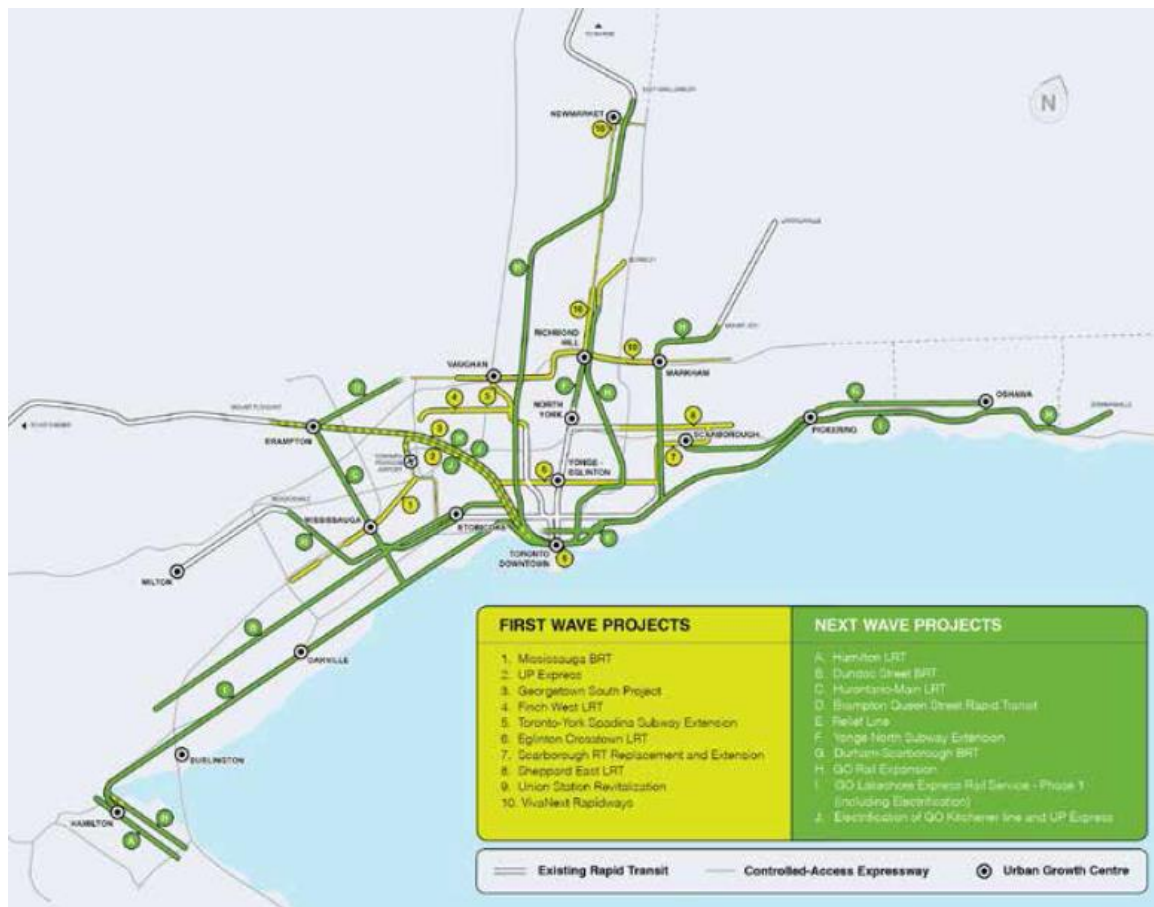 N
NEWMARKET
RICHMOND
HILL
VAUGHAN
MARKHAM
NORTH
YORK
SCARBOROUGH
PICKERING
OSHAWA
MOUNT PLEASANT
BRAMPTON
YONGE -
EGLINTON
MISSISSAUGA
ETOBICOKE
TORONTO
DOWNTOWN
MILTON
OAKVILLE
BURLINGTON
HAMILTON
FIRST WAVE PROJECTS
1. Mississauga BRT
2. UP Express
3. Georgetown South Project
4. Finch West LRT
5. Toronto-York Spadina Subway Extension
6. Eglinton Crosstown LRT
7. Scarborough RT Replacement and Extension
8. Sheppard East LRT
9. Union Station Revitalization
10. VivaNext Rapidways
NEXT WAVE PROJECTS
A. Hamilton LRT
B. Dundas Street BRT
C. Hurontario-Main LRT
D. Brampton Queen Street Rapid Transit
E. Relief Line
F. Yonge North Subway Extension
G. Durham-Scarborough BRT
H. GO Rail Expansion
I. GO Lakeshore Express Rail Service - Phase 1
(including Electrification)
J. Electrification of GO Kitchener line and UP Express
Existing Rapid Transit
Controlled-Access Expressway
Urban Growth Centre